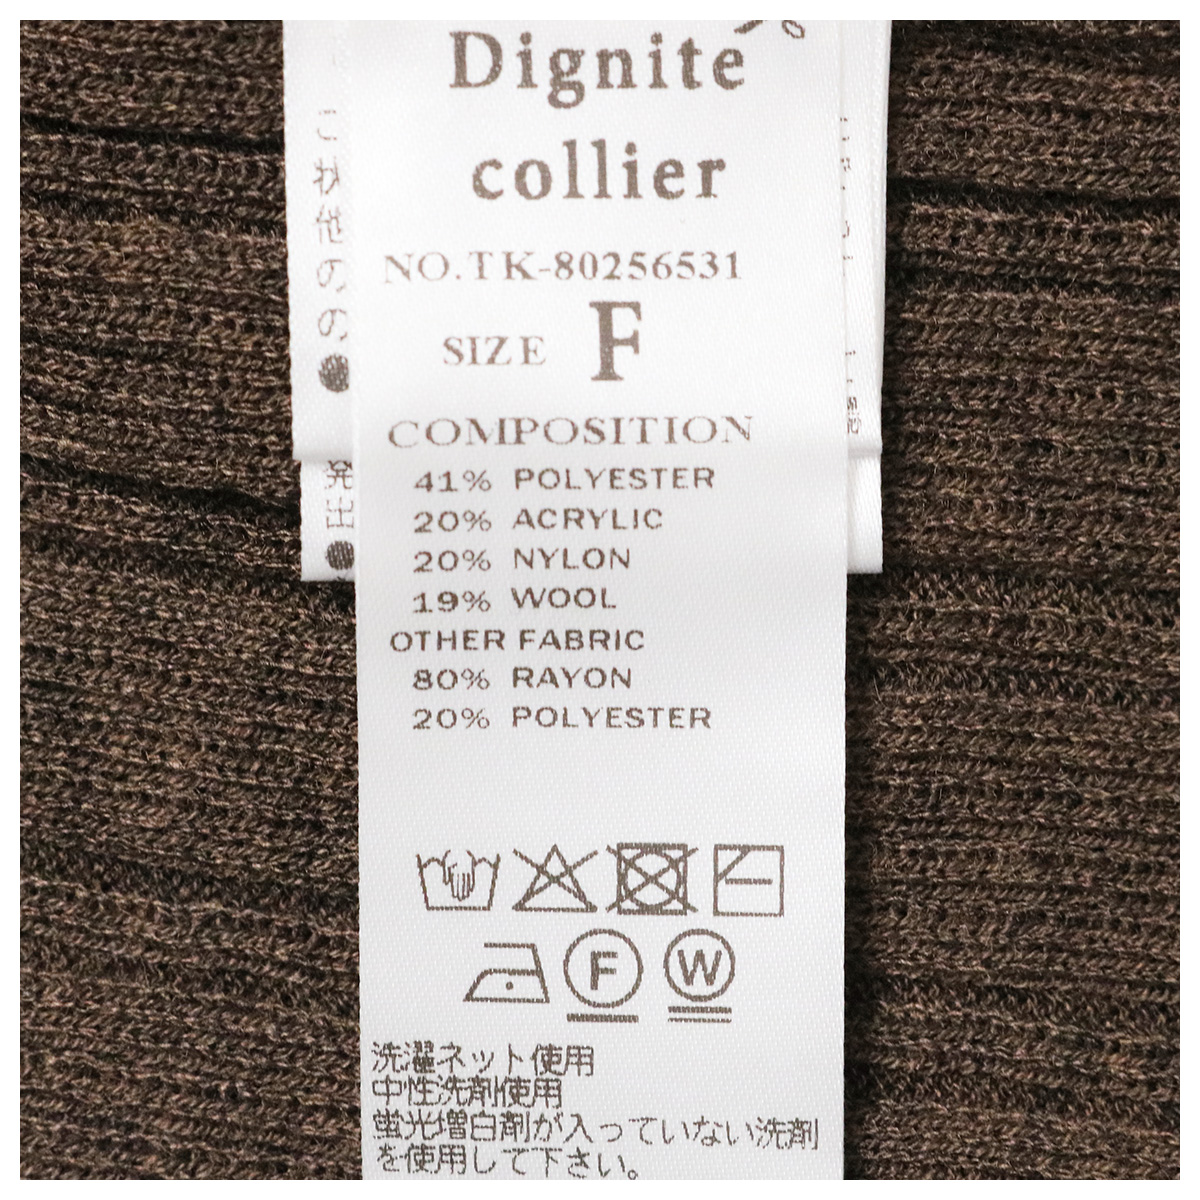 Dignite
collier
NO.TK-80256531
SIZE F
COMPOSITION
41% POLYESTER
20% ACRYLIC
20% NYLON
19% WOOL
OTHER FABRIC
80% RAYON
20% POLYESTER
F
W
洗濯ネット使用
中性洗剤使用
蛍光増白剤が入っていない洗剤
を使用して下さい。